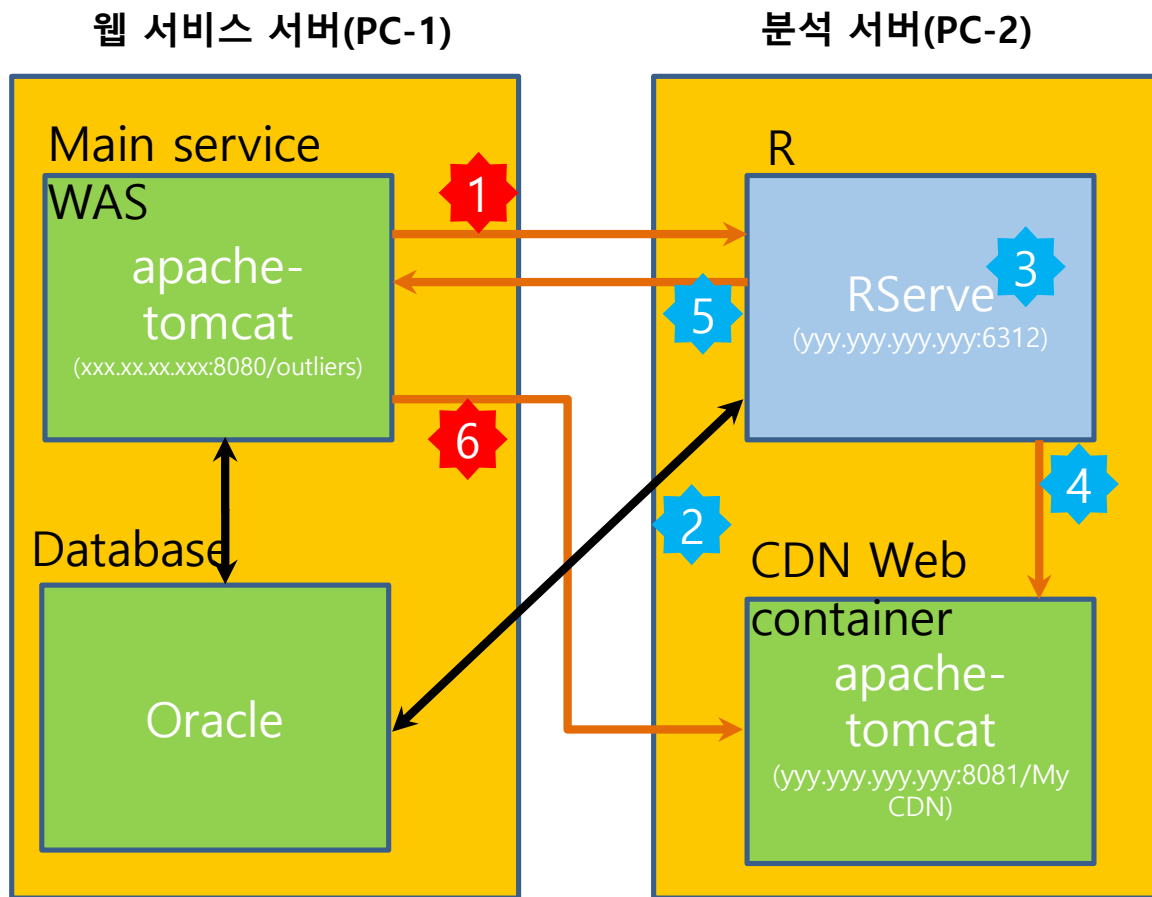 웹 서비스 서버(PC-1)
분석 서버(PC-2)
Main service
WAS
1
apache-
tomcat
(xxx.xx.xx.xxx:8080/outliers)
6
Database
Oracle
R
3
RServe
(yyy.yyy.yyy.yyy:6312)
5
4
2
CDN Web
container
apache-
tomcat
(yyy.yyy.yyy.yyy:8081/My
CDN)